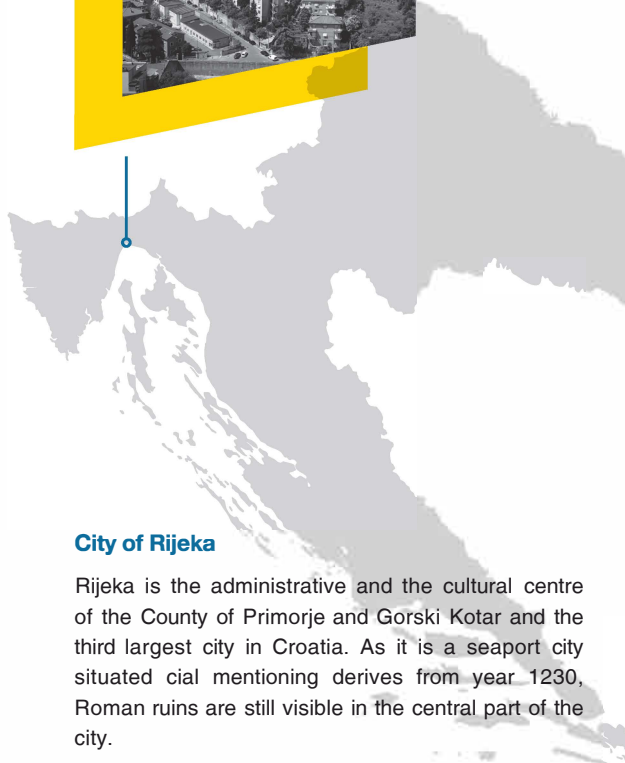 City of Rijeka
Rijeka is the administrative and the cultural centre
of the County of Primorje and Gorski Kotar and the
third largest city in Croatia. As it is a seaport city
situated cial mentioning derives from year 1230,
Roman ruins are still visible in the central part of the
city.